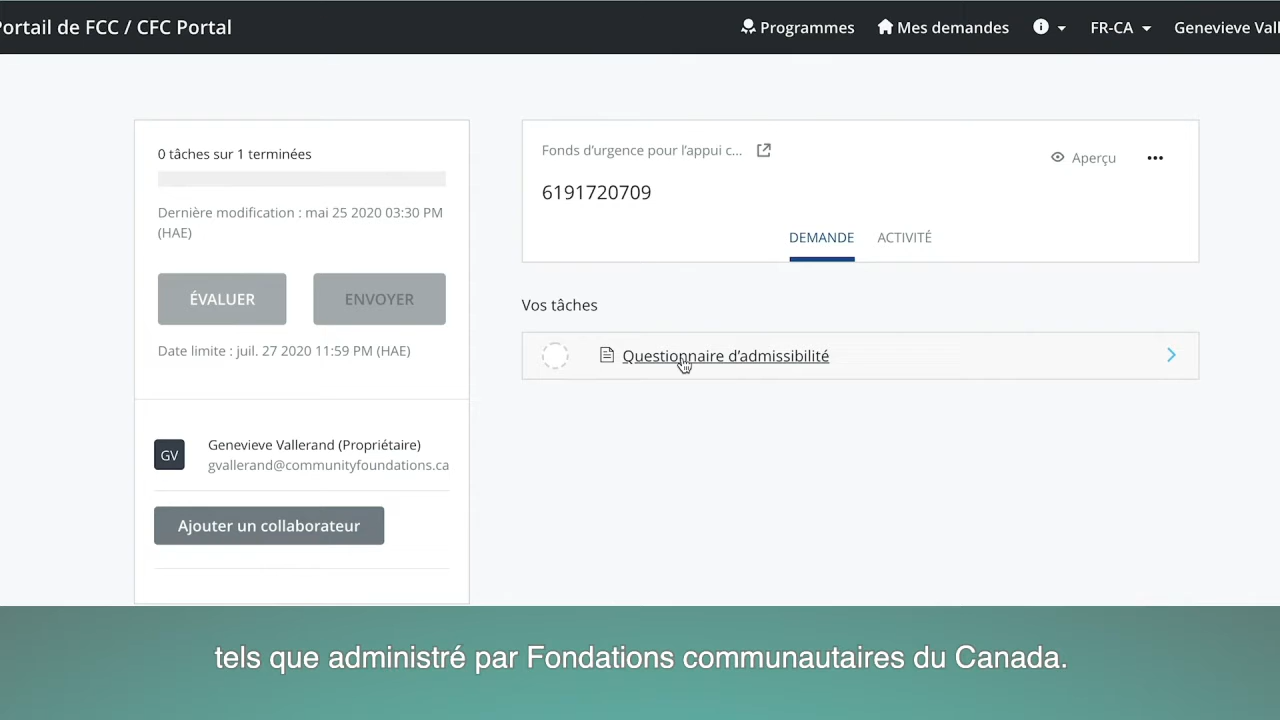 ortail de FCC / CFC Portal
Programmes
Mes demandes
FR-CA
Genevieve Vall
0 tâches sur 1 terminées
Dernière modification : mai 25 2020 03:30 PM
(HAE)
ÉVALUER
ENVOYER
Date limite : juil. 27 2020 11:59 PM (HAE)
GV
Genevieve Vallerand (Propriétaire)
gvallerand@communityfoundations.ca
Ajouter un collaborateur
Fonds d’urgence pour l’appui c...
Aperçu
6191720709
DEMANDE
ACTIVITÉ
Vos tâches
Questionnaire d’admissibilité
tels que administré par Fondations communautaires du Canada.